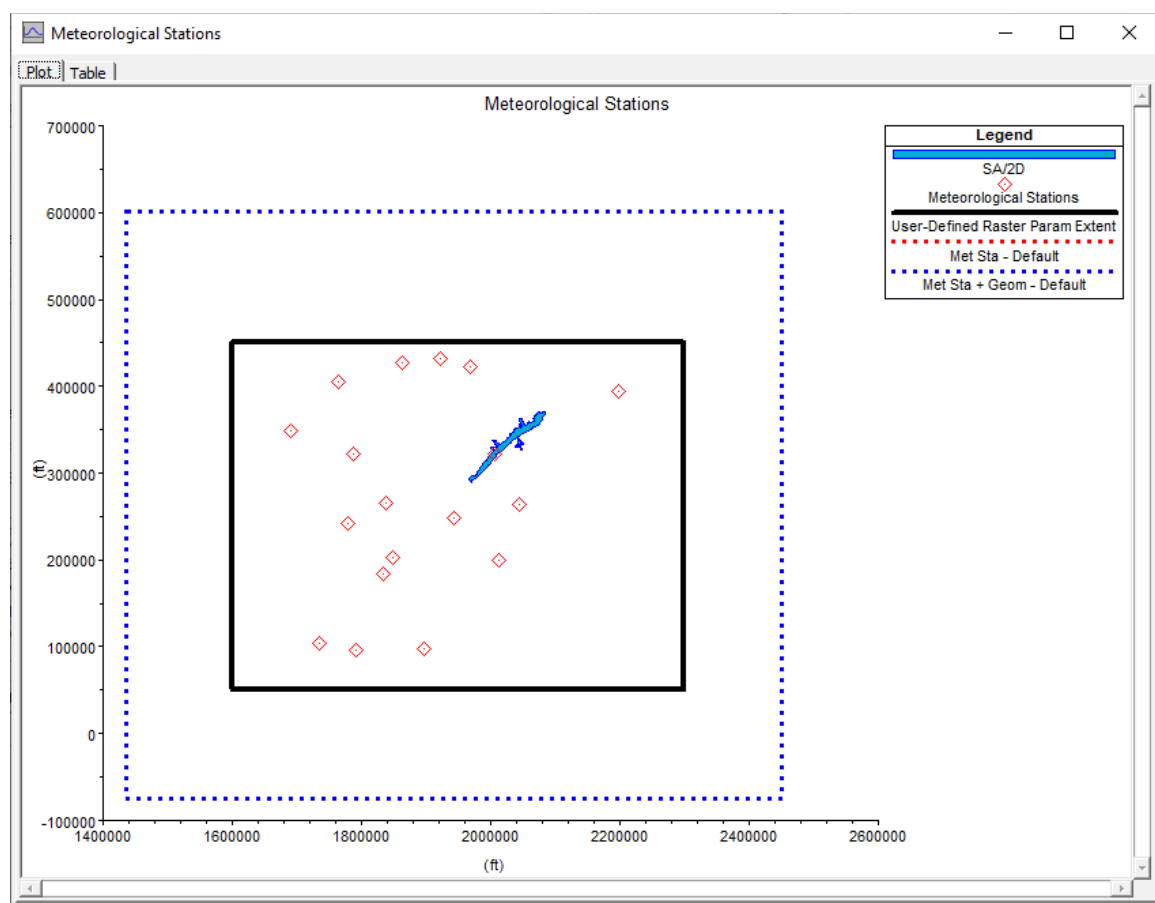 Meteorological Stations
Plot Table
Meteorological Stations
700000
600000
500000
400000
300000
200000
100000
0
-100000
(ft)
1400000 1600000 1800000 2000000 2200000 2400000 2600000
(ft)
Legend
SA/2D
Meteorological Stations
User-Defined Raster Param Extent
Met Sta - Default
Met Sta + Geom - Default